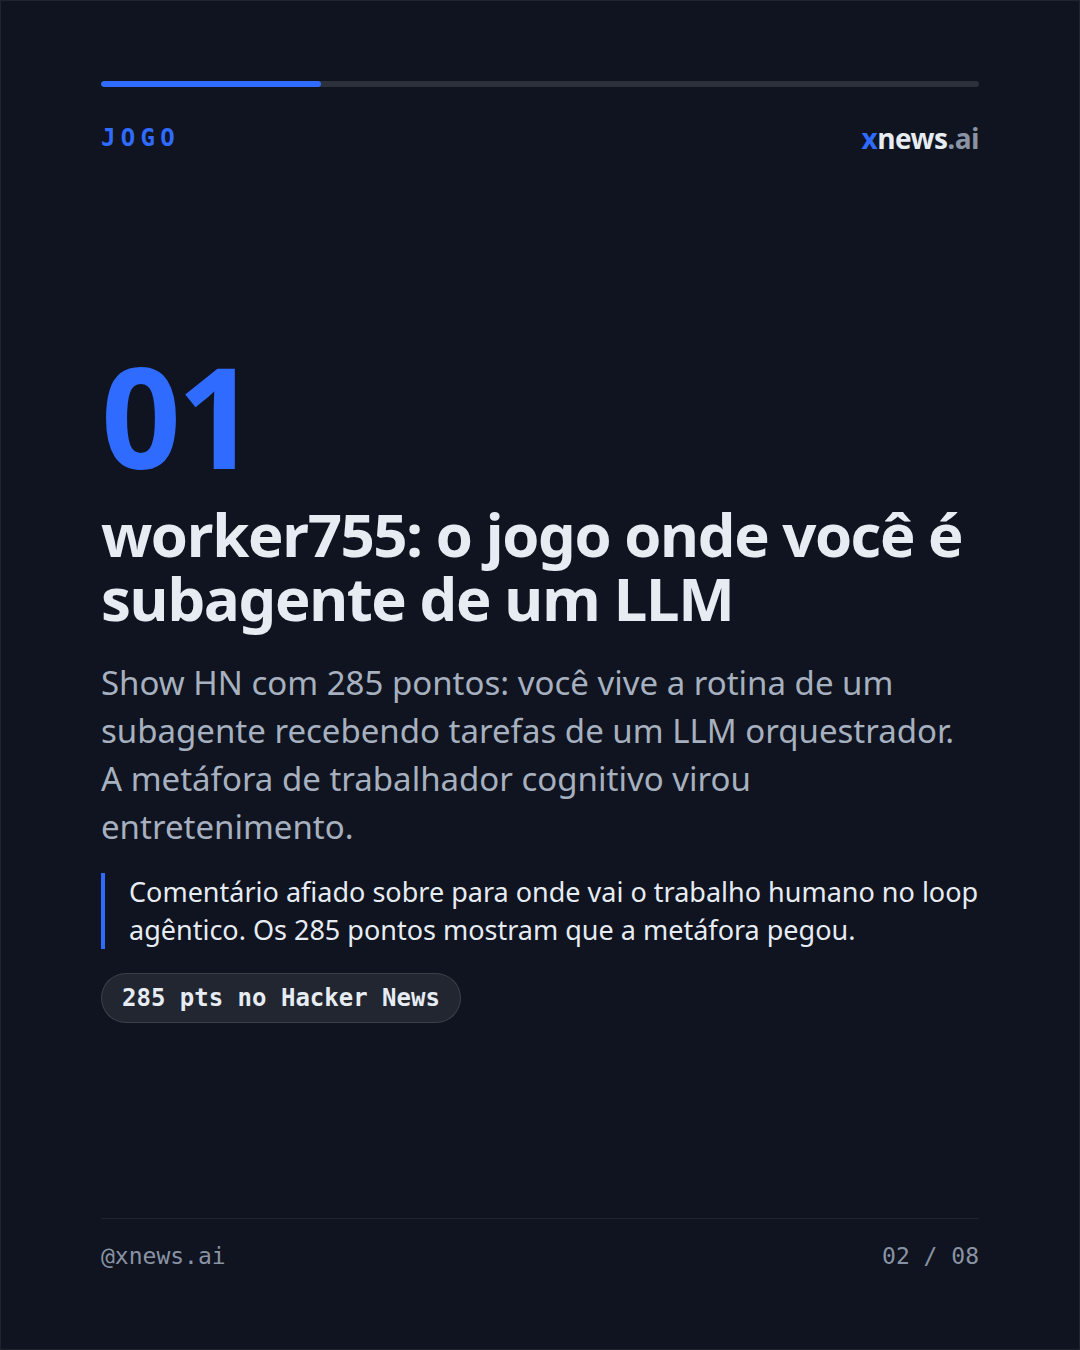 JOGO
xnews.ai
01
worker755: o jogo onde você é
subagente de um LLM
Show HN com 285 pontos: você vive a rotina de um
subagente recebendo tarefas de um LLM orquestrador.
A metáfora de trabalhador cognitivo virou
entretenimento.
Comentário afiado sobre para onde vai o trabalho humano no loop
agêntico. Os 285 pontos mostram que a metáfora pegou.
285 pts no Hacker News
@xnews.ai
02 / 08